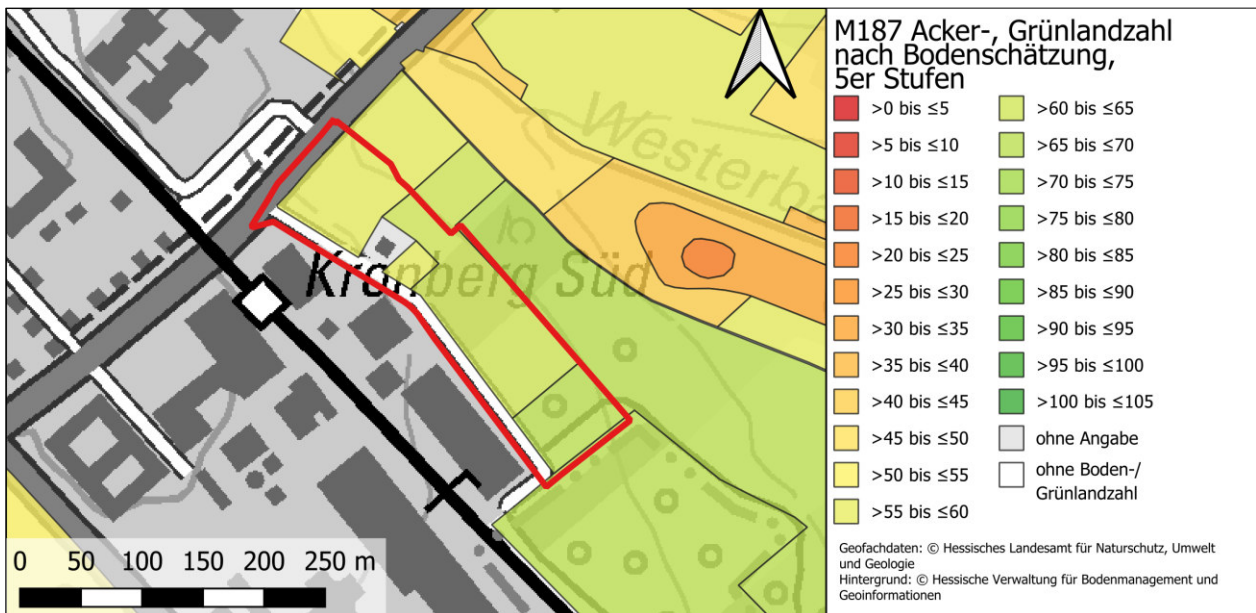 Westerba
Kronberg Süd
0 50 100 150 200 250 m
M187 Acker-, Grünlandzahl
nach Bodenschätzung,
5er Stufen
>0 bis ≤5
>5 bis ≤10
>10 bis ≤15
>15 bis ≤20
>20 bis ≤25
>25 bis ≤30
>30 bis ≤35
>35 bis ≤40
>40 bis ≤45
>45 bis ≤50
>50 bis ≤55
>55 bis ≤60
>60 bis ≤65
>65 bis ≤70
>70 bis ≤75
>75 bis ≤80
>80 bis ≤85
>85 bis ≤90
>90 bis ≤95
>95 bis ≤100
>100 bis ≤105
ohne Angabe
ohne Boden-/
Grünlandzahl
Geofachdaten: © Hessisches Landesamt für Naturschutz, Umwelt
und Geologie
Hintergrund: © Hessische Verwaltung für Bodenmanagement und
Geoinformationen